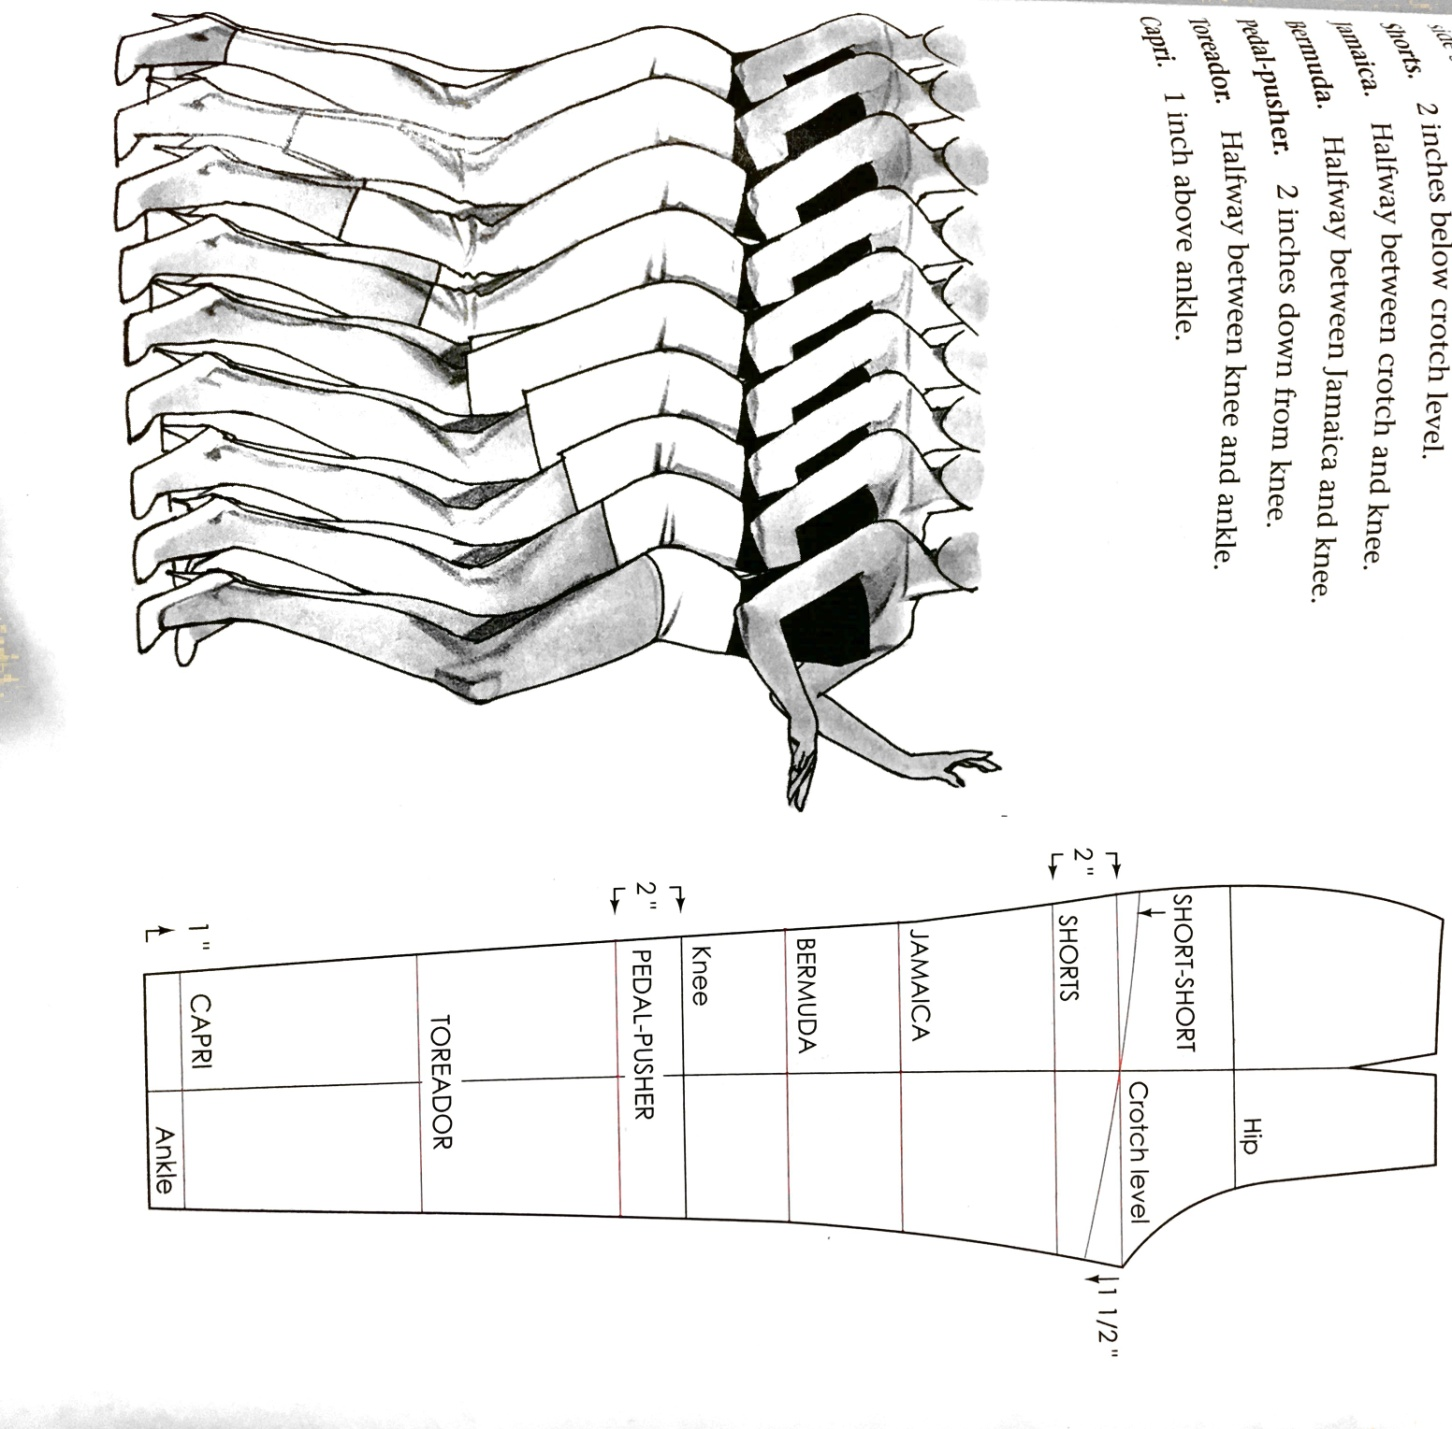 Shorts. 2 inches below crotch level.
Jamaica. Halfway between crotch and knee.
Bermuda. Halfway between Jamaica and knee.
Pedal-pusher. 2 inches down from knee.
Toreador. Halfway between knee and ankle.
Capri. 1 inch above ankle.
Hip
SHORT-SHORT
Crotch level
2"
1 1/2"
SHORTS
JAMAICA
BERMUDA
Knee
2"
PEDAL-PUSHER
TOREADOR
1"
CAPRI
Ankle